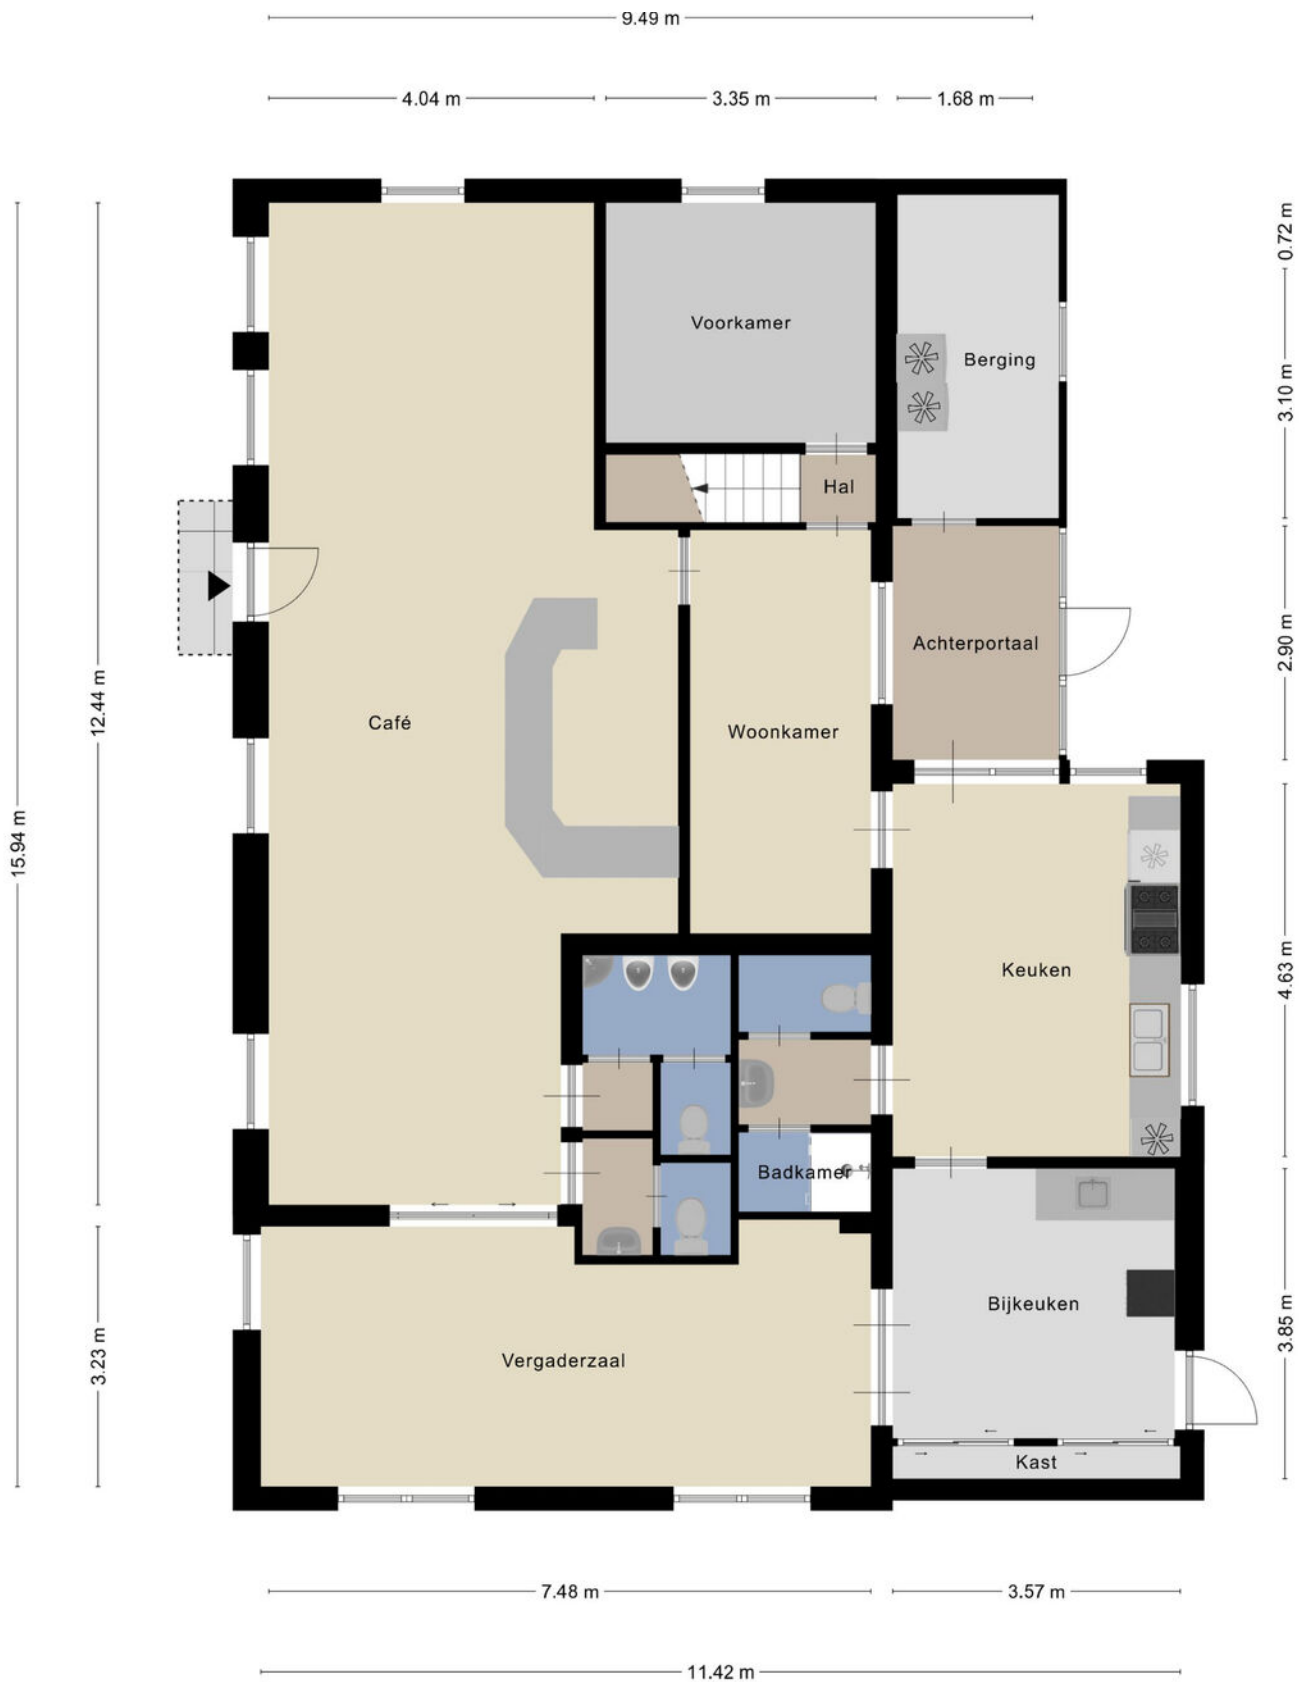 9.49 m
4.04 m
3.35 m
1.68 m
0.72 m
Voorkamer
Berging
3.10 m
Hal
Achterportaal
2.90 m
12.44 m
Café
Woonkamer
15.94 m
Keuken
4.63 m
Badkamer
Bijkeuken
3.23 m
Vergaderzaal
3.85 m
Kast
7.48 m
3.57 m
11.42 m